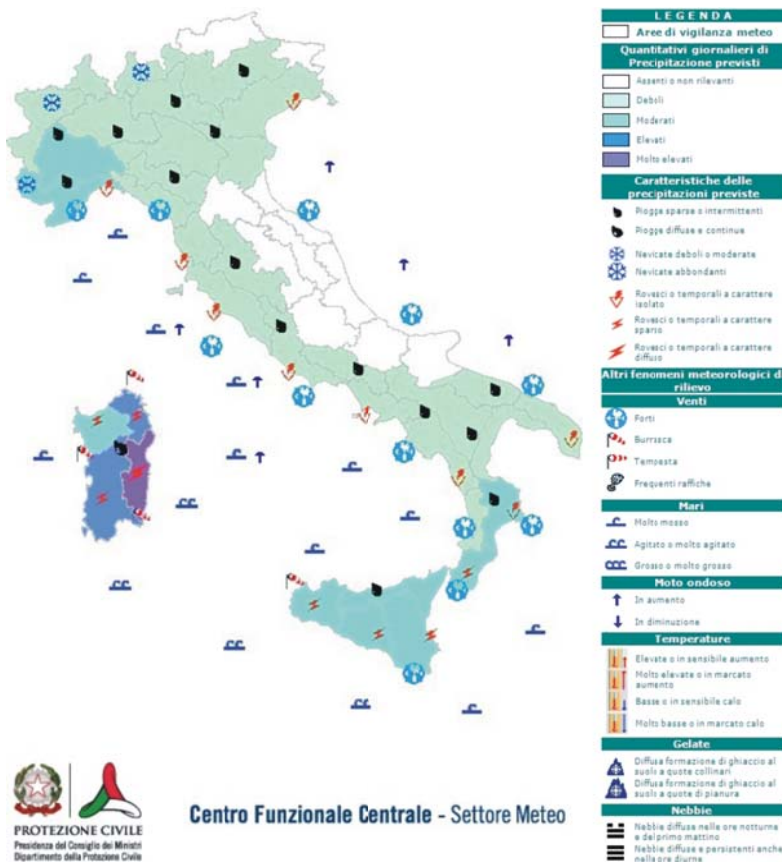 LEGENDA
Aree di vigilanza meteo
Quantitativi giornalieri di
Precipitazione previsti
Assenti o non rilevanti
Deboli
Moderati
Elevati
Molto elevati
Caratteristiche delle
precipitazioni previste
Piogge sparse o intermittenti
Piogge diffuse e continue
Nevicate deboli o moderate
Nevicate abbondanti
Rovesci o temporali a carattere
isolato
Rovesci o temporali a carattere
sparso
Rovesci o temporali a carattere
diffuso
Altri fenomeni meteorologici di
rilievo
Venti
Forti
Burrasca
Tempesta
Frequenti raffiche
Mari
Molto mosso
Agitato o molto agitato
Grosso o molto grosso
Moto ondoso
In aumento
In diminuzione
Temperature
Elevate o in sensibile aumento
Molto elevate o in marcato
aumento
Basse o in sensibile calo
Molto basse o in marcato calo
Gelate
Diffusa formazione di ghiaccio al
suoli a quote collinari
Diffusa formazione di ghiaccio al
suoli a quote di pianura
Nebbie
Nebbie diffuse nelle ore notturne
e del primo mattino
Nebbie diffuse e persistenti anche
nelle ore diurne
PROTEZIONE CIVILE
Presidenza del Consiglio dei Ministri
Dipartimento della Protezione Civile
Centro Funzionale Centrale - Settore Meteo